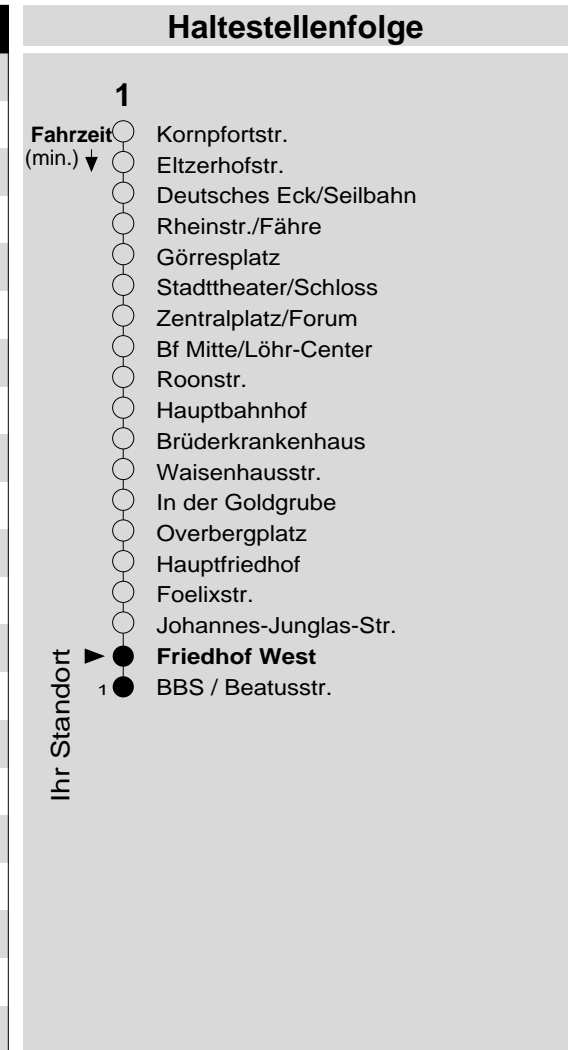 Haltestellenfolge
1
Fahrzeit
(min.)
Kornpfortstr.
Eltzerhofstr.
Deutsches Eck/Seilbahn
Rheinstr./Fähre
Görresplatz
Stadttheater/Schloss
Zentralplatz/Forum
Bf Mitte/Löhr-Center
Roonstr.
Hauptbahnhof
Brüderkrankenhaus
Waisenhausstr.
In der Goldgrube
Overbergplatz
Hauptfriedhof
Foelixstr.
Johannes-Junglas-Str.
Friedhof West
1 BBS / Beatusstr.
Ihr Standort